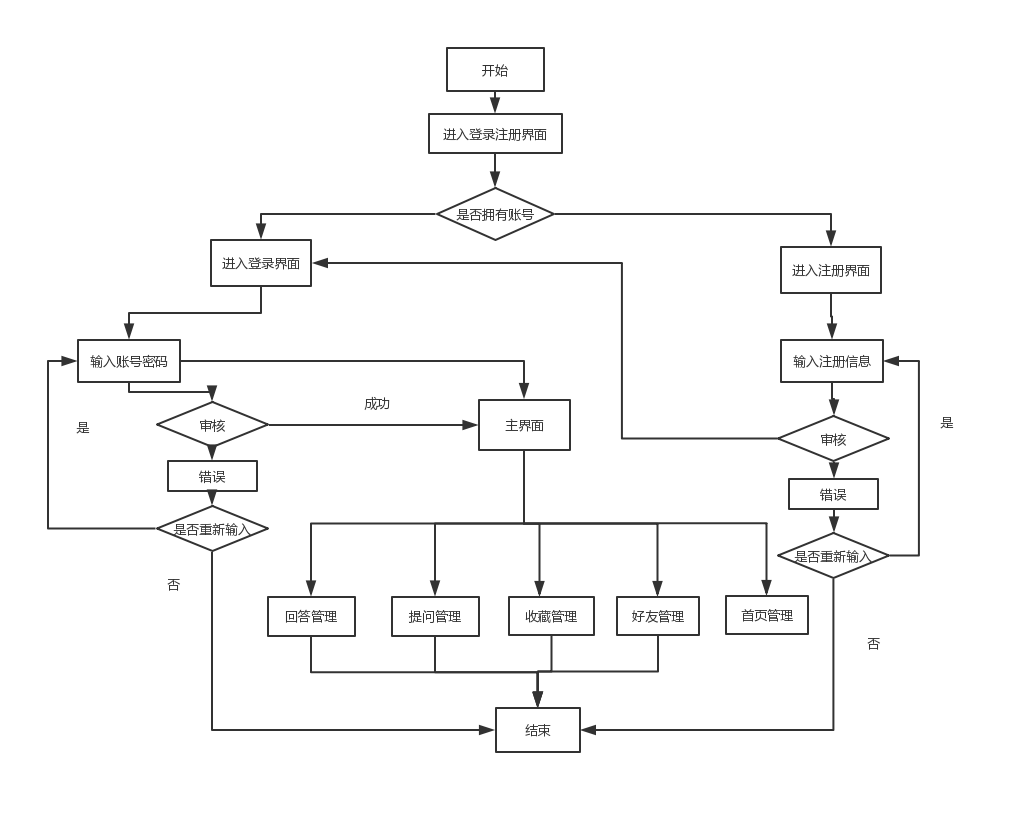 开始
进入登录注册界面
是否拥有账号
进入登录界面
进入注册界面
输入账号密码
输入注册信息
成功
是
审核
主界面
是
审核
错误
错误
是否重新输入
是否重新输入
否
回答管理
提问管理
收藏管理
好友管理
首页管理
否
结束